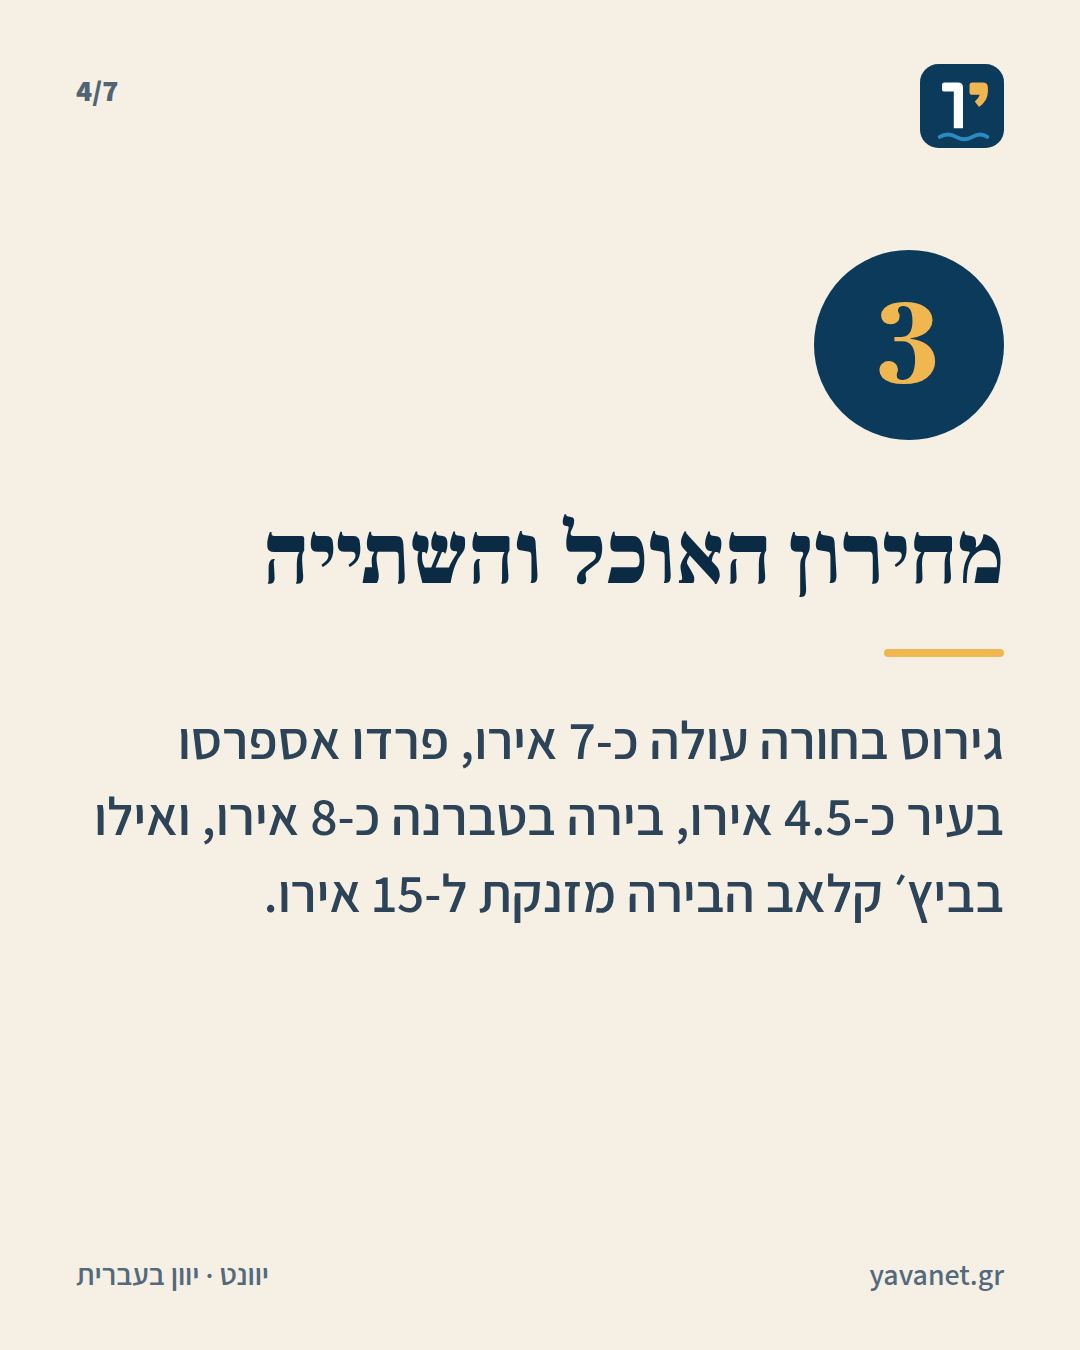 4/7
יו
3
מחירון האוכל והשתייה
גירוס בחורה עולה כ-7 אירו, פרדו אספרסו
בעיר כ-4.5 אירו, בירה בטברנה כ-8 אירו, ואילו
בביץ׳ קלאב הבירה מזנקת ל-15 אירו.
יוונט · יוון בעברית
yavanet.gr